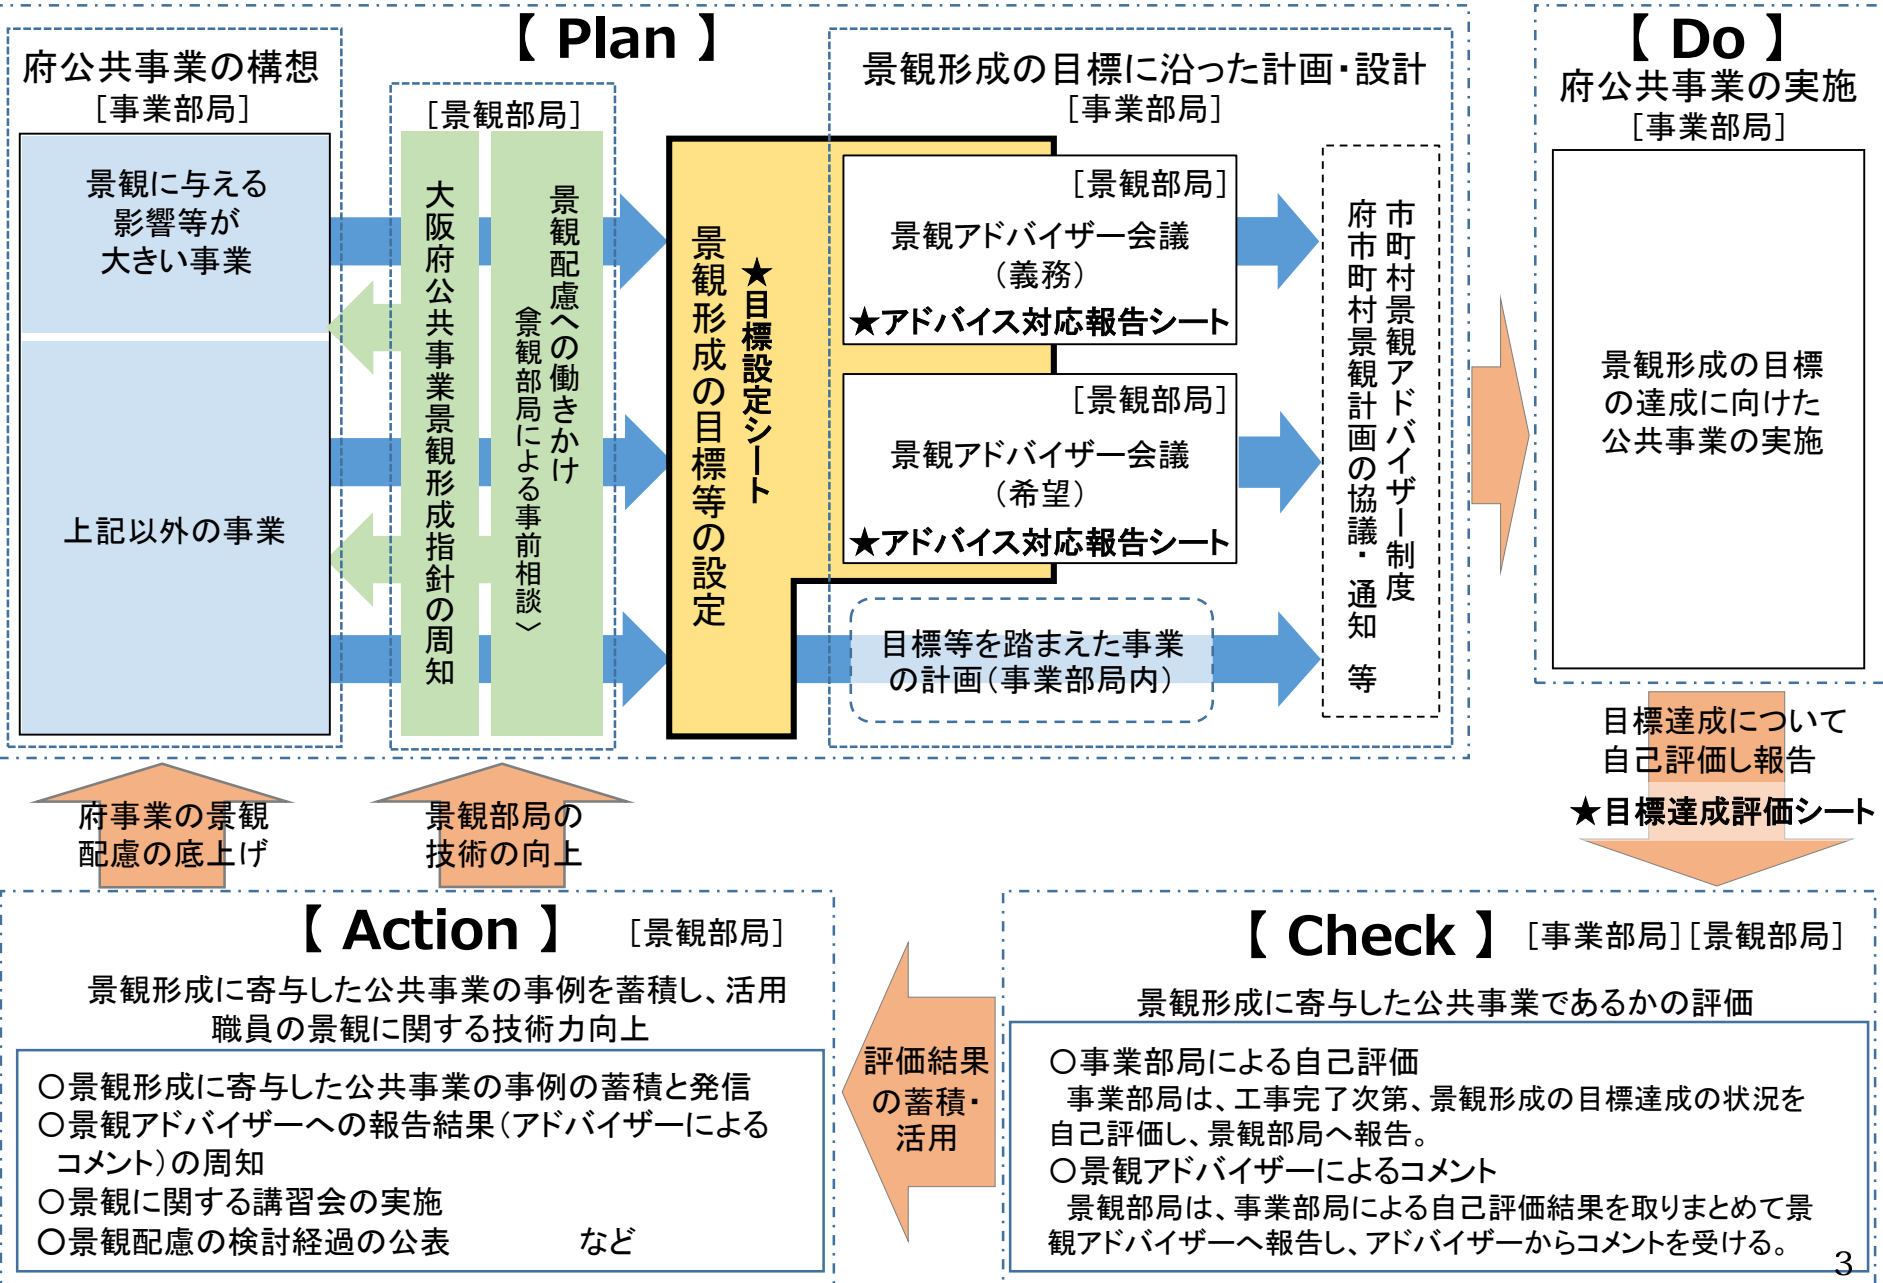 【 Plan 】
府公共事業の構想
［事業部局］
景観に与える
影響等が
大きい事業
上記以外の事業
［景観部局］
大阪府公共事業景観形成指針の周知
景観配慮への働きかけ
〈景観部局による事前相談〉
★目標設定シート
景観形成の目標等の設定
景観形成の目標に沿った計画・設計
［事業部局］
［景観部局］
景観アドバイザー会議
（義務）
★アドバイス対応報告シート
［景観部局］
景観アドバイザー会議
（希望）
★アドバイス対応報告シート
目標等を踏まえた事業
の計画（事業部局内）
市町村景観アドバイザー制度
府市町村景観計画の協議・通知 等
【 Do 】
府公共事業の実施
［事業部局］
景観形成の目標
の達成に向けた
公共事業の実施
目標達成について
自己評価し報告
★目標達成評価シート
【 Check 】［事業部局］［景観部局］
景観形成に寄与した公共事業であるかの評価
○事業部局による自己評価
事業部局は、工事完了次第、景観形成の目標達成の状況を
自己評価し、景観部局へ報告。
○景観アドバイザーによるコメント
景観部局は、事業部局による自己評価結果を取りまとめて景
観アドバイザーへ報告し、アドバイザーからコメントを受ける。
評価結果
の蓄積・
活用
【 Action 】 ［景観部局］
景観形成に寄与した公共事業の事例を蓄積し、活用
職員の景観に関する技術力向上
○景観形成に寄与した公共事業の事例の蓄積と発信
○景観アドバイザーへの報告結果（アドバイザーによる
コメント）の周知
○景観に関する講習会の実施
○景観配慮の検討経過の公表 など
府事業の景観
配慮の底上げ
景観部局の
技術の向上
3